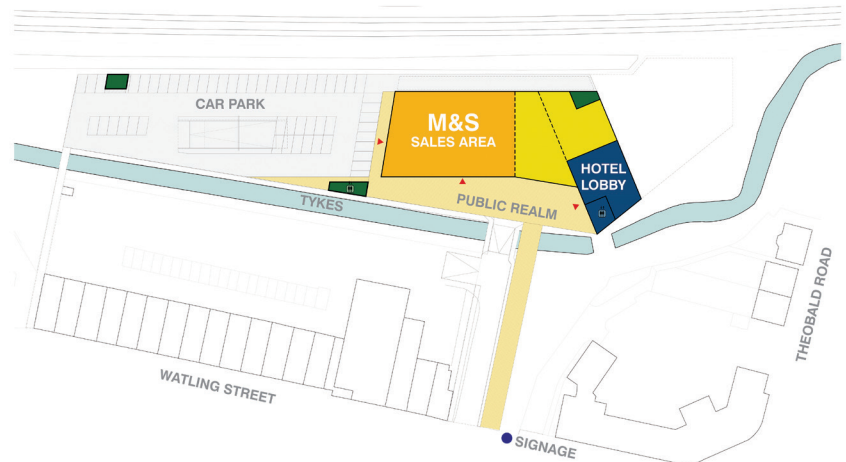 CAR PARK
M&S
SALES AREA
HOTEL
LOBBY
TYKES
PUBLIC REALM
THEOBALD ROAD
WATLING STREET
SIGNAGE